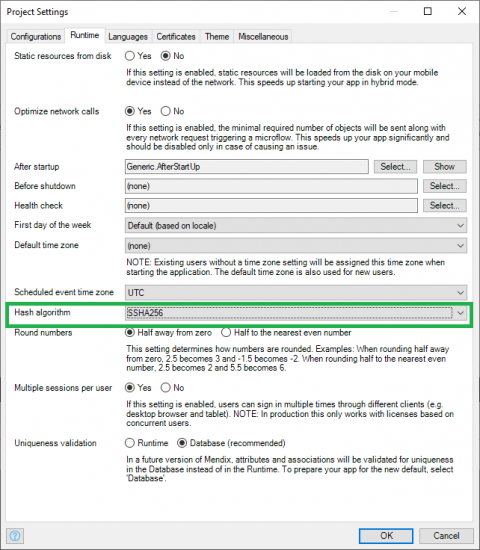 Project Settings
Configurations Runtime Languages Certificates Theme Miscellaneous
Static resources from disk Yes No
If this setting is enabled, static resources will be loaded from the disk on your mobile
device instead of the network. This speeds up starting your app in hybrid mode.
Optimize network calls Yes No
If this setting is enabled, the minimal required number of objects will be sent along with
every network request triggering a microflow. This speeds up your app significantly and
should be disabled only in case of causing an issue.
After startup Generic.AfterStartUp Select... Show
Before shutdown (none) Select...
Health check (none) Select...
First day of the week Default (based on locale)
Default time zone (none)
NOTE: Existing users without a time zone setting will be assigned this time zone when
starting the application. The default time zone is also used for new users.
Scheduled event time zone UTC
Hash algorithm SSHA256
Round numbers Half away from zero Half to the nearest even number
This setting determines how numbers are rounded. Examples: When rounding half away
from zero, 2.5 becomes 3 and -1.5 becomes -2. When rounding half to the nearest even
number, 2.5 becomes 2 and 5.5 becomes 6.
Multiple sessions per user Yes No
If this setting is enabled, users can sign in multiple times through different clients (e.g.
desktop browser and tablet). NOTE: In production this only works with licenses based on
concurrent users.
Uniqueness validation Runtime Database (recommended)
In a future version of Mendix, attributes and associations will be validated for uniqueness
in the Database instead of in the Runtime. To prepare your app for the new default, select
'Database'.
OK Cancel